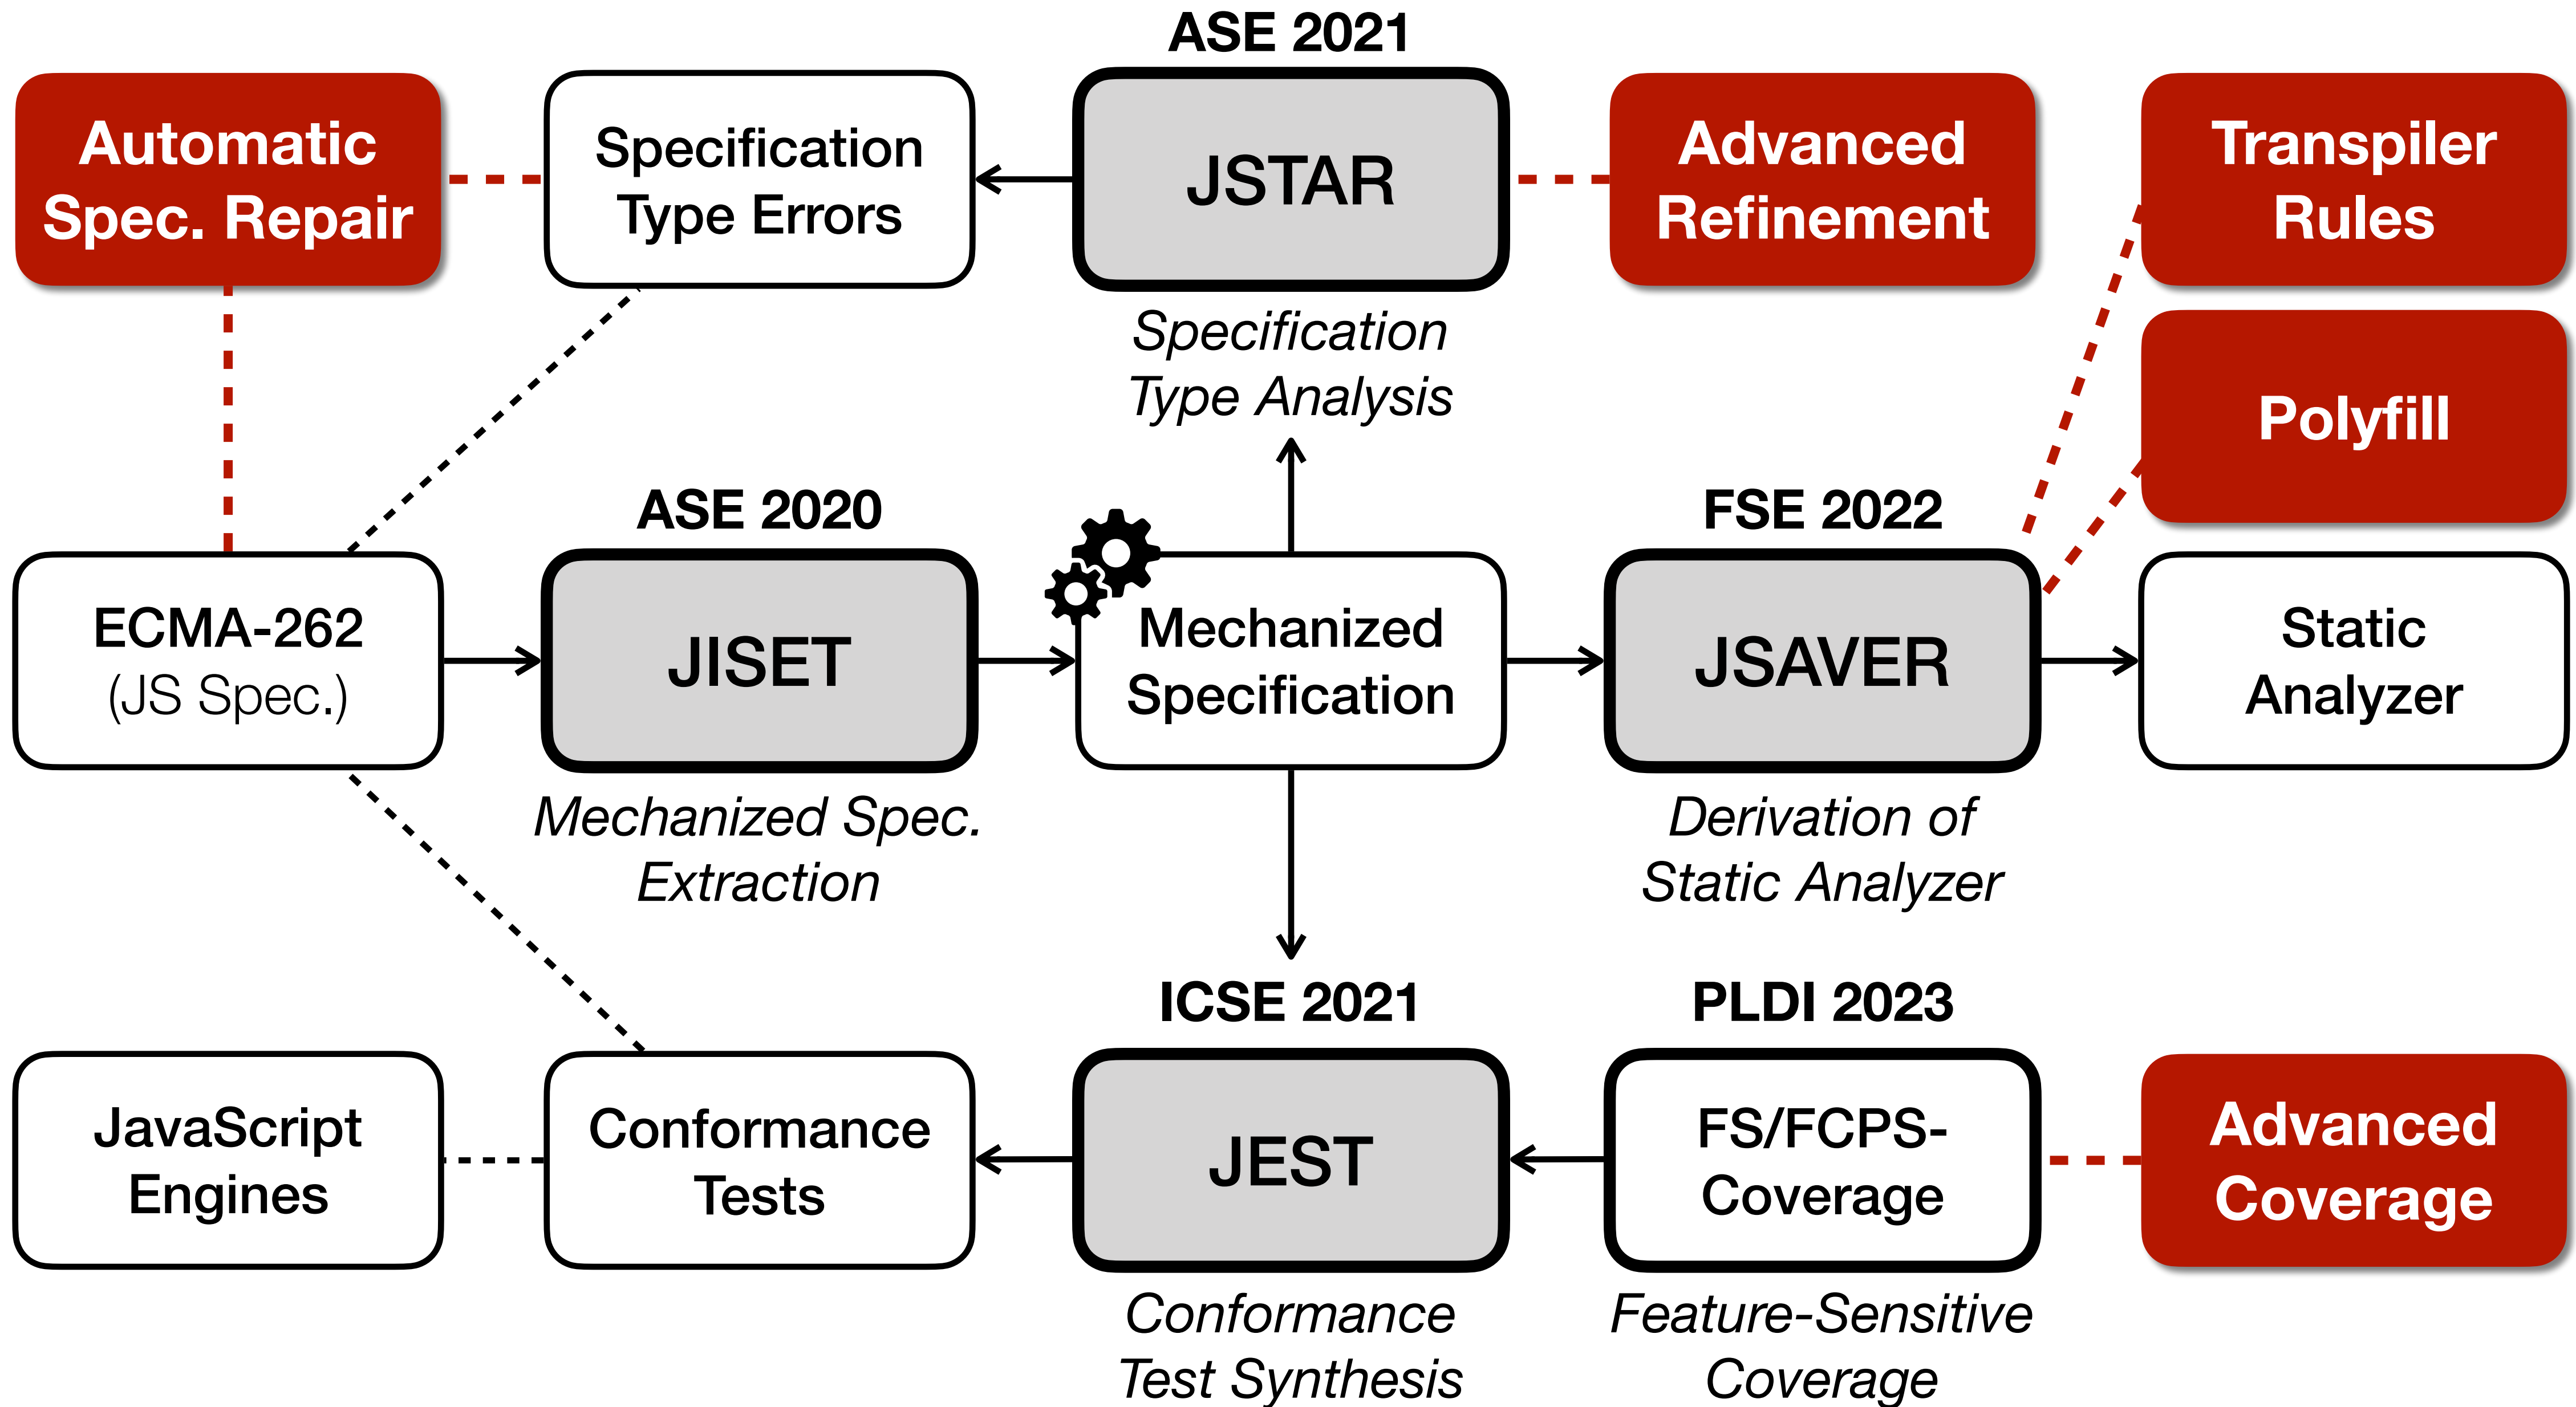 ASE 2021
Automatic
Spec. Repair
Specification
Type Errors
JSTAR
Advanced
Refinement
Transpiler
Rules
Specification
Type Analysis
Polyfill
ASE 2020
FSE 2022
ECMA-262
(JS Spec.)
JISET
Mechanized
Specification
JSAVER
Static
Analyzer
Mechanized Spec.
Extraction
Derivation of
Static Analyzer
ICSE 2021
PLDI 2023
JavaScript
Engines
Conformance
Tests
JEST
FS/FCPS-
Coverage
Advanced
Coverage
Conformance
Test Synthesis
Feature-Sensitive
Coverage